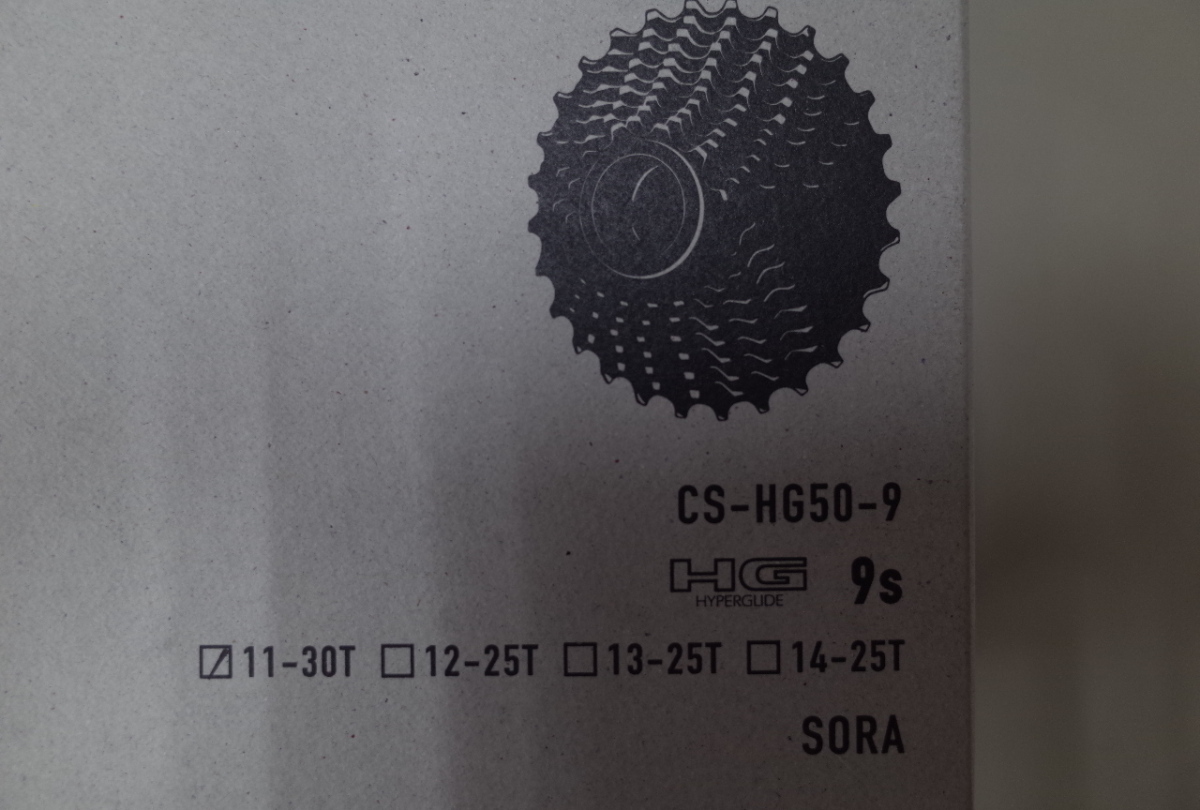 CS-HG50-9
HG HYPERGLIDE 9s
☑ 11-30T ☐ 12-25T ☐ 13-25T ☐ 14-25T
SORA